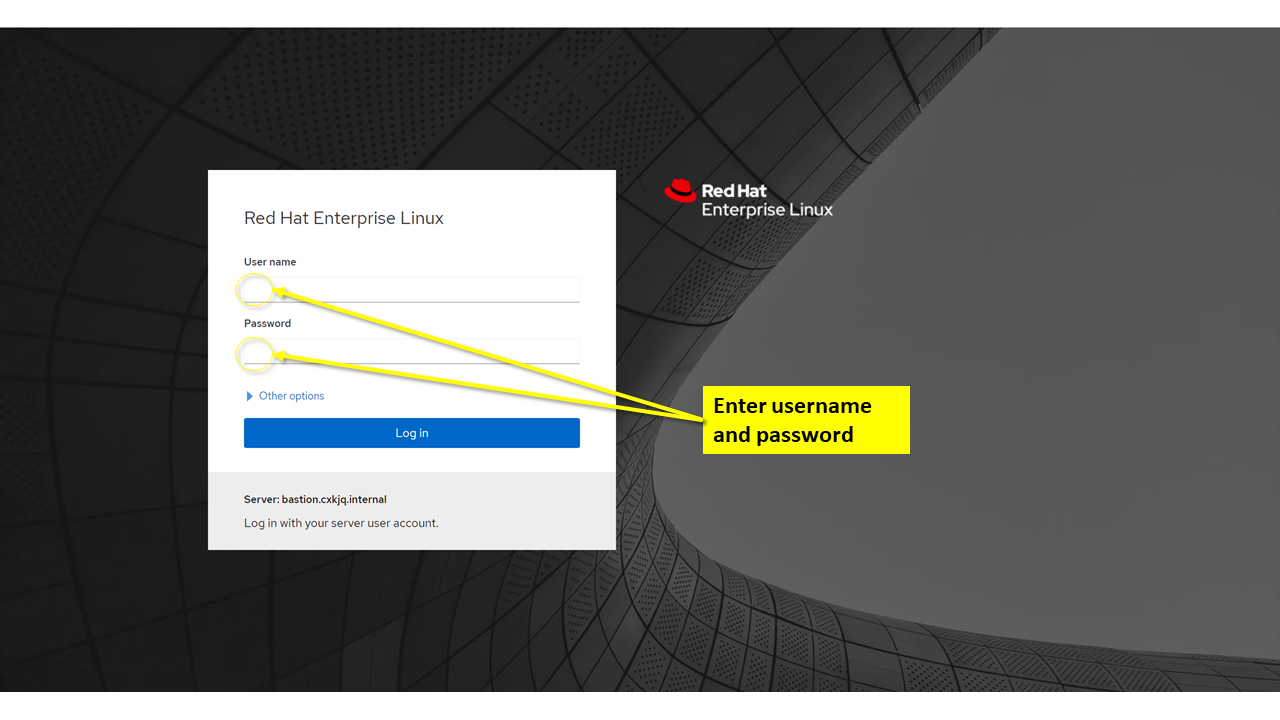 Red Hat Enterprise Linux
User name
Password
Other options
Log in
Server: bastion.cxkjq.internal
Log in with your server user account.
Red Hat
Enterprise Linux
Enter username
and password